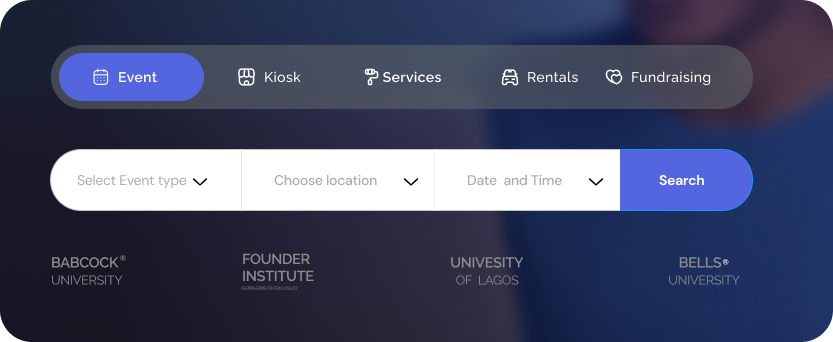 Event Kiosk Services Rentals Fundraising
Select Event type Choose location Date and Time Search
BABCOCK®
UNIVERSITY
FOUNDER
INSTITUTE
UNIVESITY
OF LAGOS
BELLS®
UNIVERSITY